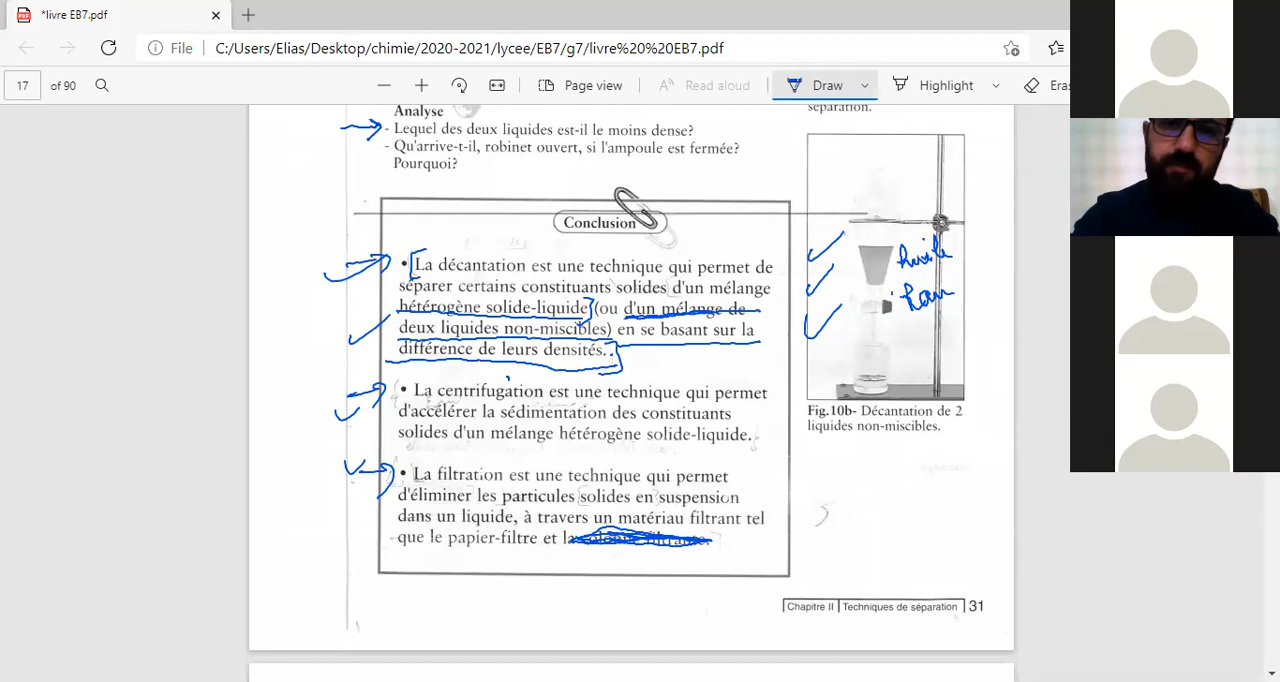 *livre EB7.pdf
File
C:/Users/Elias/Desktop/chimie/2020-2021/lycee/EB7/g7/livre%20%20EB7.pdf
17 of 90
Page view
Read aloud
Draw
Highlight
Eras
Analyse
- Lequel des deux liquides est-il le moins dense?
- Qu'arrive-t-il, robinet ouvert, si l'ampoule est fermée?
Pourquoi?
séparation.
Conclusion
• La décantation est une technique qui permet de
séparer certains constituants solides d'un mélange
hétérogène solide-liquide (ou d'un mélange de
deux liquides non-miscibles) en se basant sur la
différence de leurs densités.
• La centrifugation est une technique qui permet
d'accélérer la sédimentation des constituants
solides d'un mélange hétérogène solide-liquide.
• La filtration est une technique qui permet
d'éliminer les particules solides en suspension
dans un liquide, à travers un matériau filtrant tel
que le papier-filtre et la
huile
Fig.10b- Décantation de 2
liquides non-miscibles.
Chapitre II Techniques de séparation 31